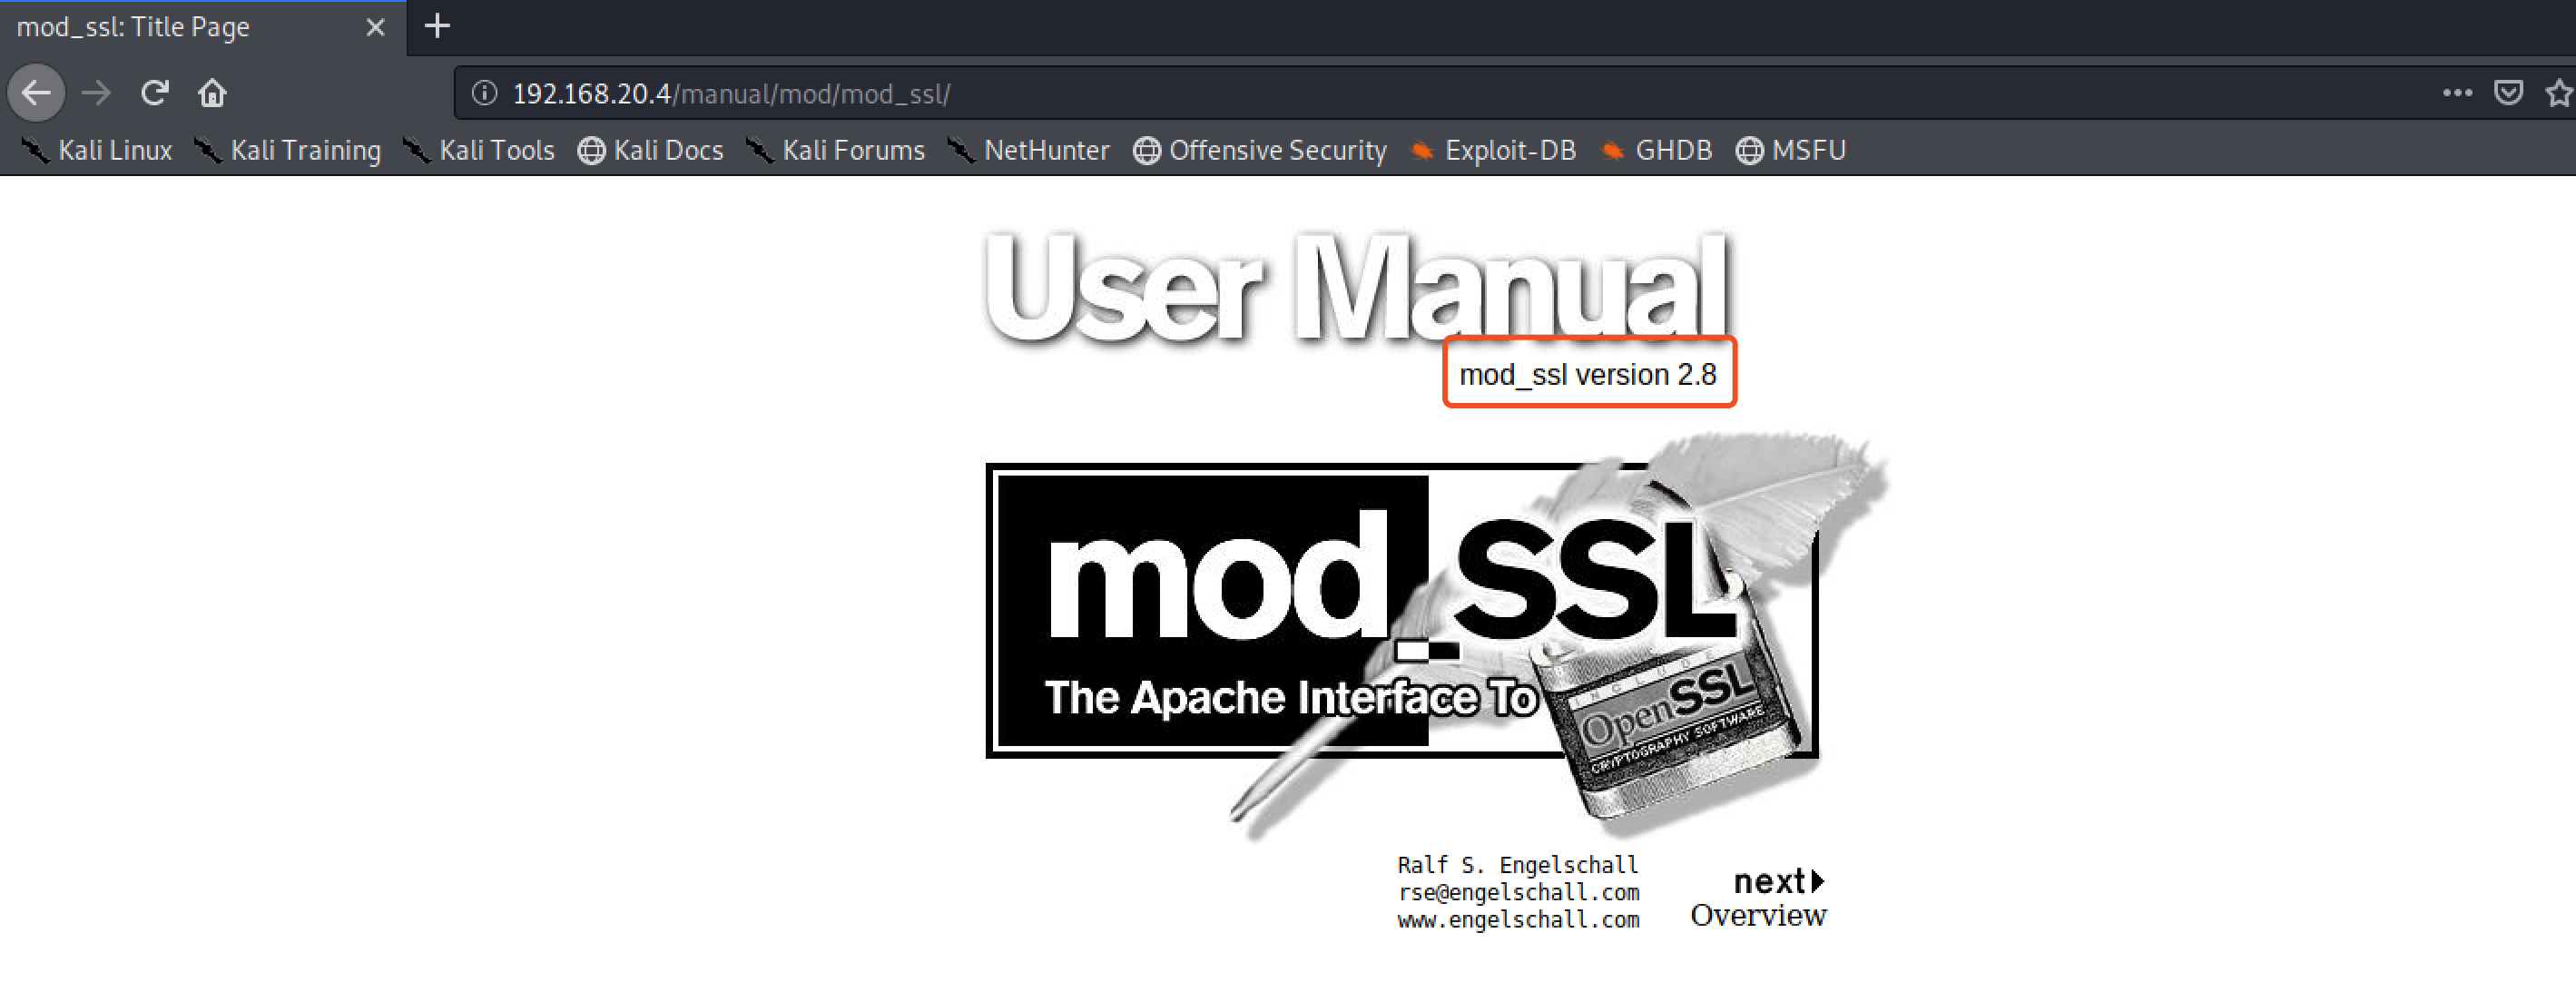 mod_ssl: Title Page
192.168.20.4/manual/mod/mod_ssl/
Kali Linux Kali Training Kali Tools Kali Docs Kali Forums NetHunter Offensive Security Exploit-DB GHDB MSFU
User Manual
mod_ssl version 2.8
mod_SSL
The Apache Interface To
INCLUDE
OpenSSL
CRYPTOGRAPHY SOFTWARE
Ralf S. Engelschall
rse@engelschall.com
www.engelschall.com
next
Overview